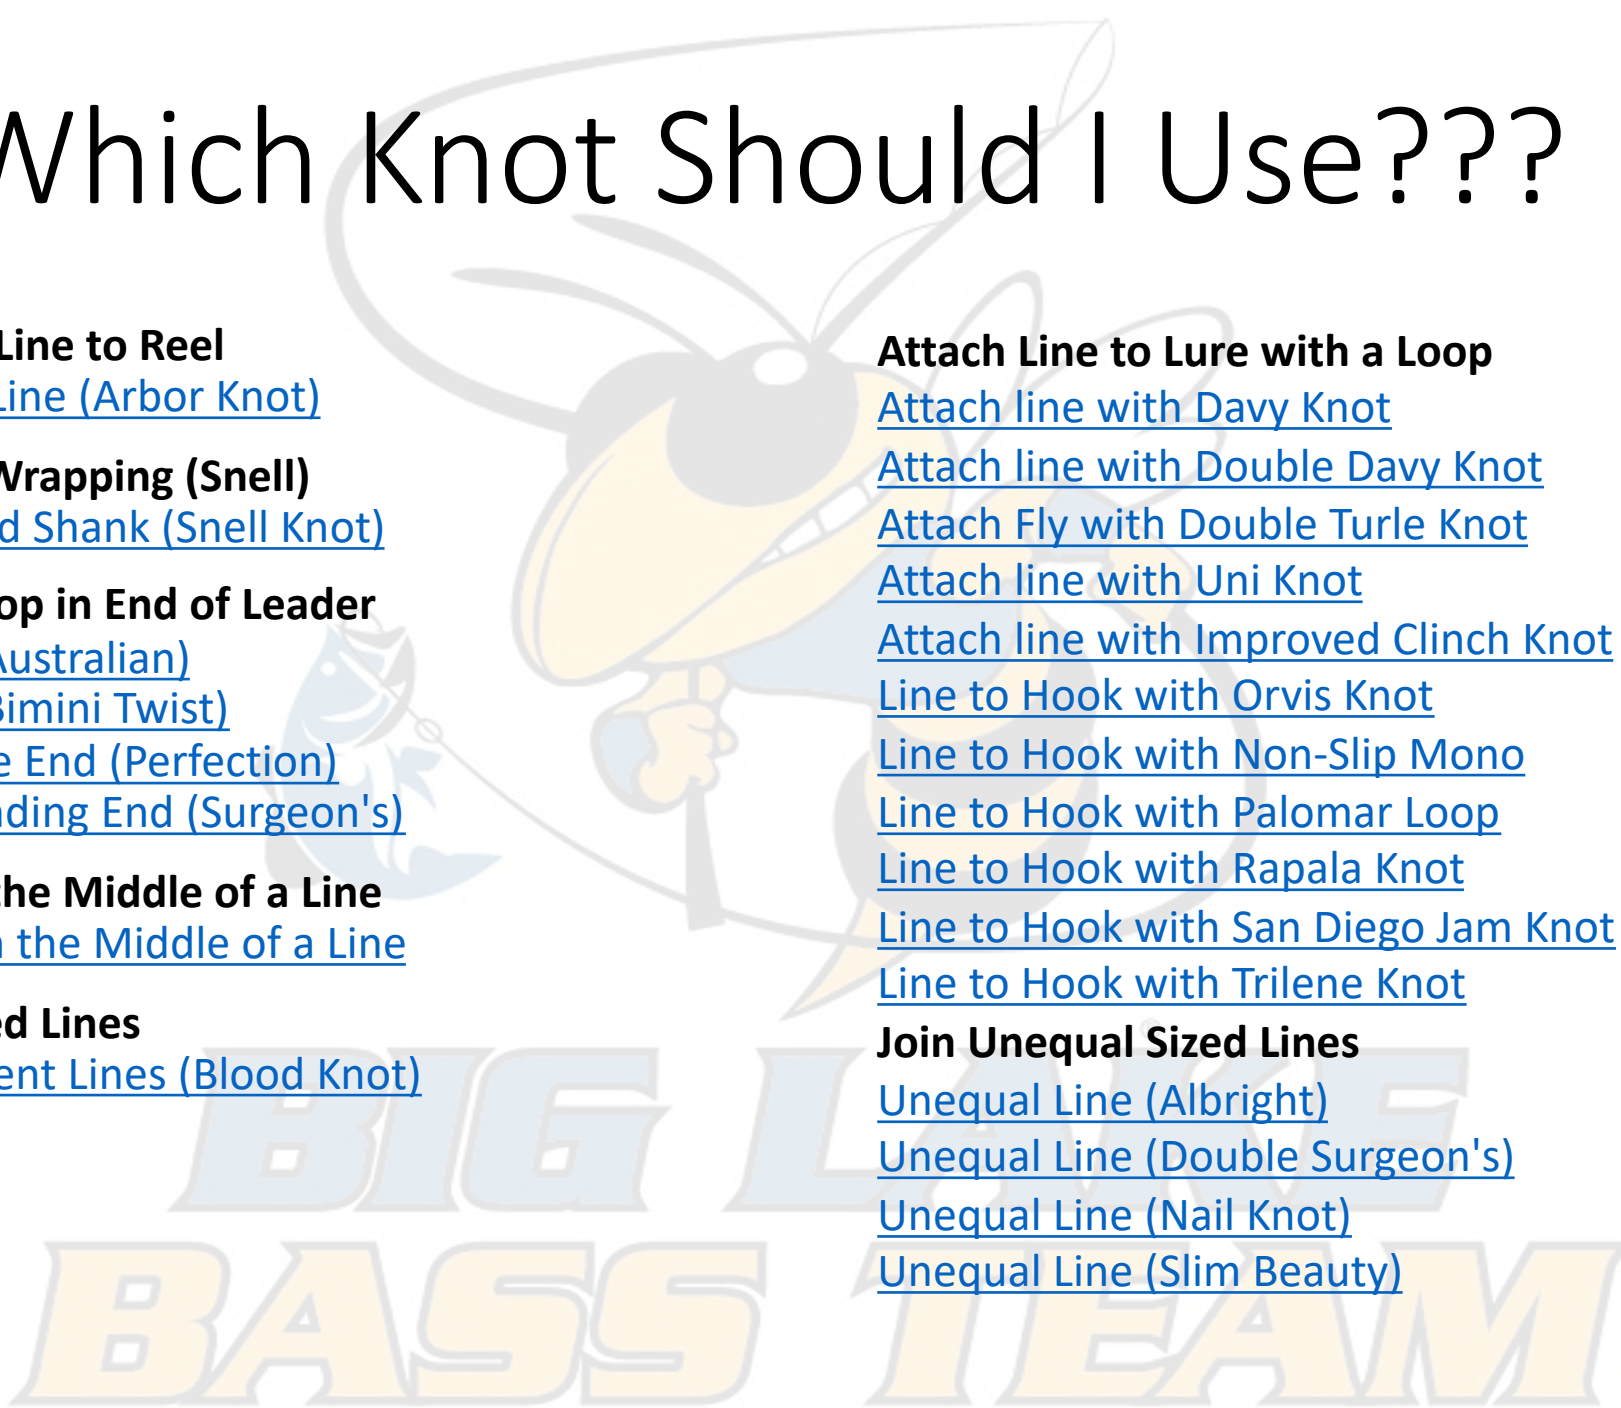 Which Knot Should I Use???
Line to Reel
Line (Arbor Knot)
Wrapping (Snell)
d Shank (Snell Knot)
op in End of Leader
Australian)
Bimini Twist)
e End (Perfection)
ding End (Surgeon's)
the Middle of a Line
n the Middle of a Line
ed Lines
ent Lines (Blood Knot)
Attach Line to Lure with a Loop
Attach line with Davy Knot
Attach line with Double Davy Knot
Attach Fly with Double Turle Knot
Attach line with Uni Knot
Attach line with Improved Clinch Knot
Line to Hook with Orvis Knot
Line to Hook with Non-Slip Mono
Line to Hook with Palomar Loop
Line to Hook with Rapala Knot
Line to Hook with San Diego Jam Knot
Line to Hook with Trilene Knot
Join Unequal Sized Lines
Unequal Line (Albright)
Unequal Line (Double Surgeon's)
Unequal Line (Nail Knot)
Unequal Line (Slim Beauty)
BIG LAKE
BASS TEAM